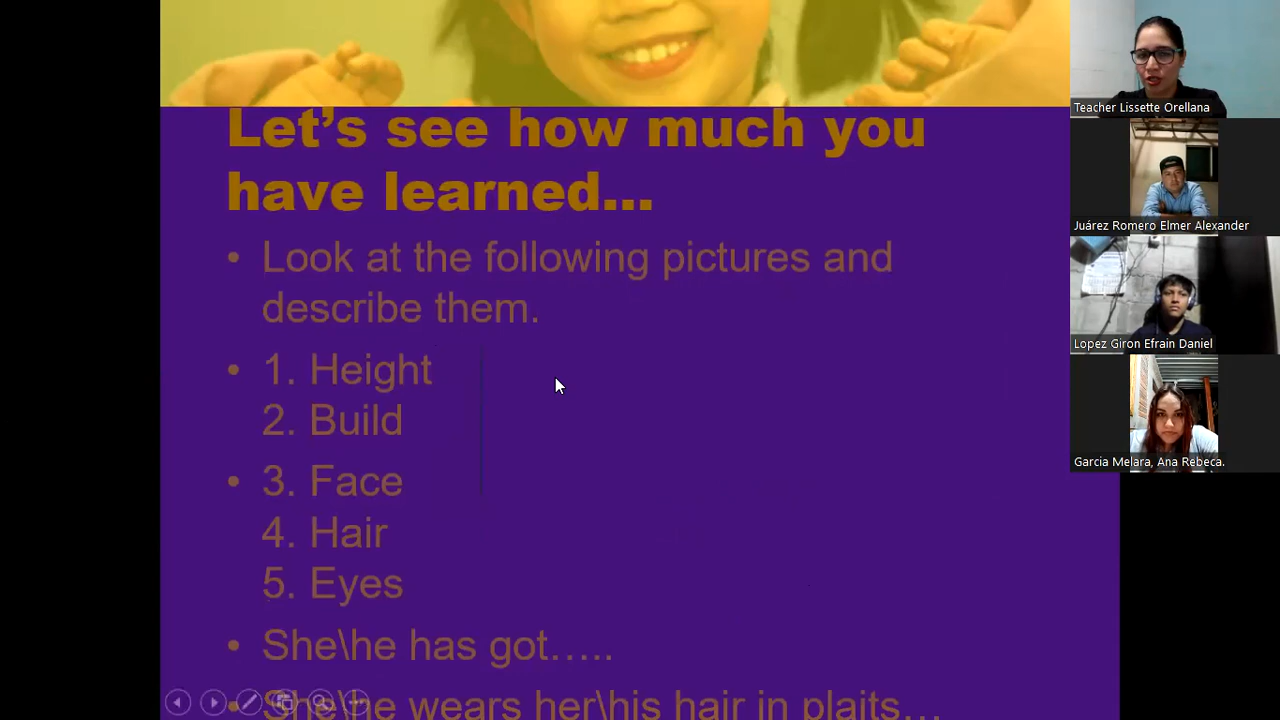 Let's see how much you
have learned...
• Look at the following pictures and
describe them.
• 1. Height
2. Build
• 3. Face
4. Hair
5. Eyes
• She\he has got…..
• She\he wears her\his hair in plaits…
Teacher Lissette Orellana
Juárez Romero Elmer Alexander
Lopez Giron Efrain Daniel
Garcia Melara, Ana Rebeca.